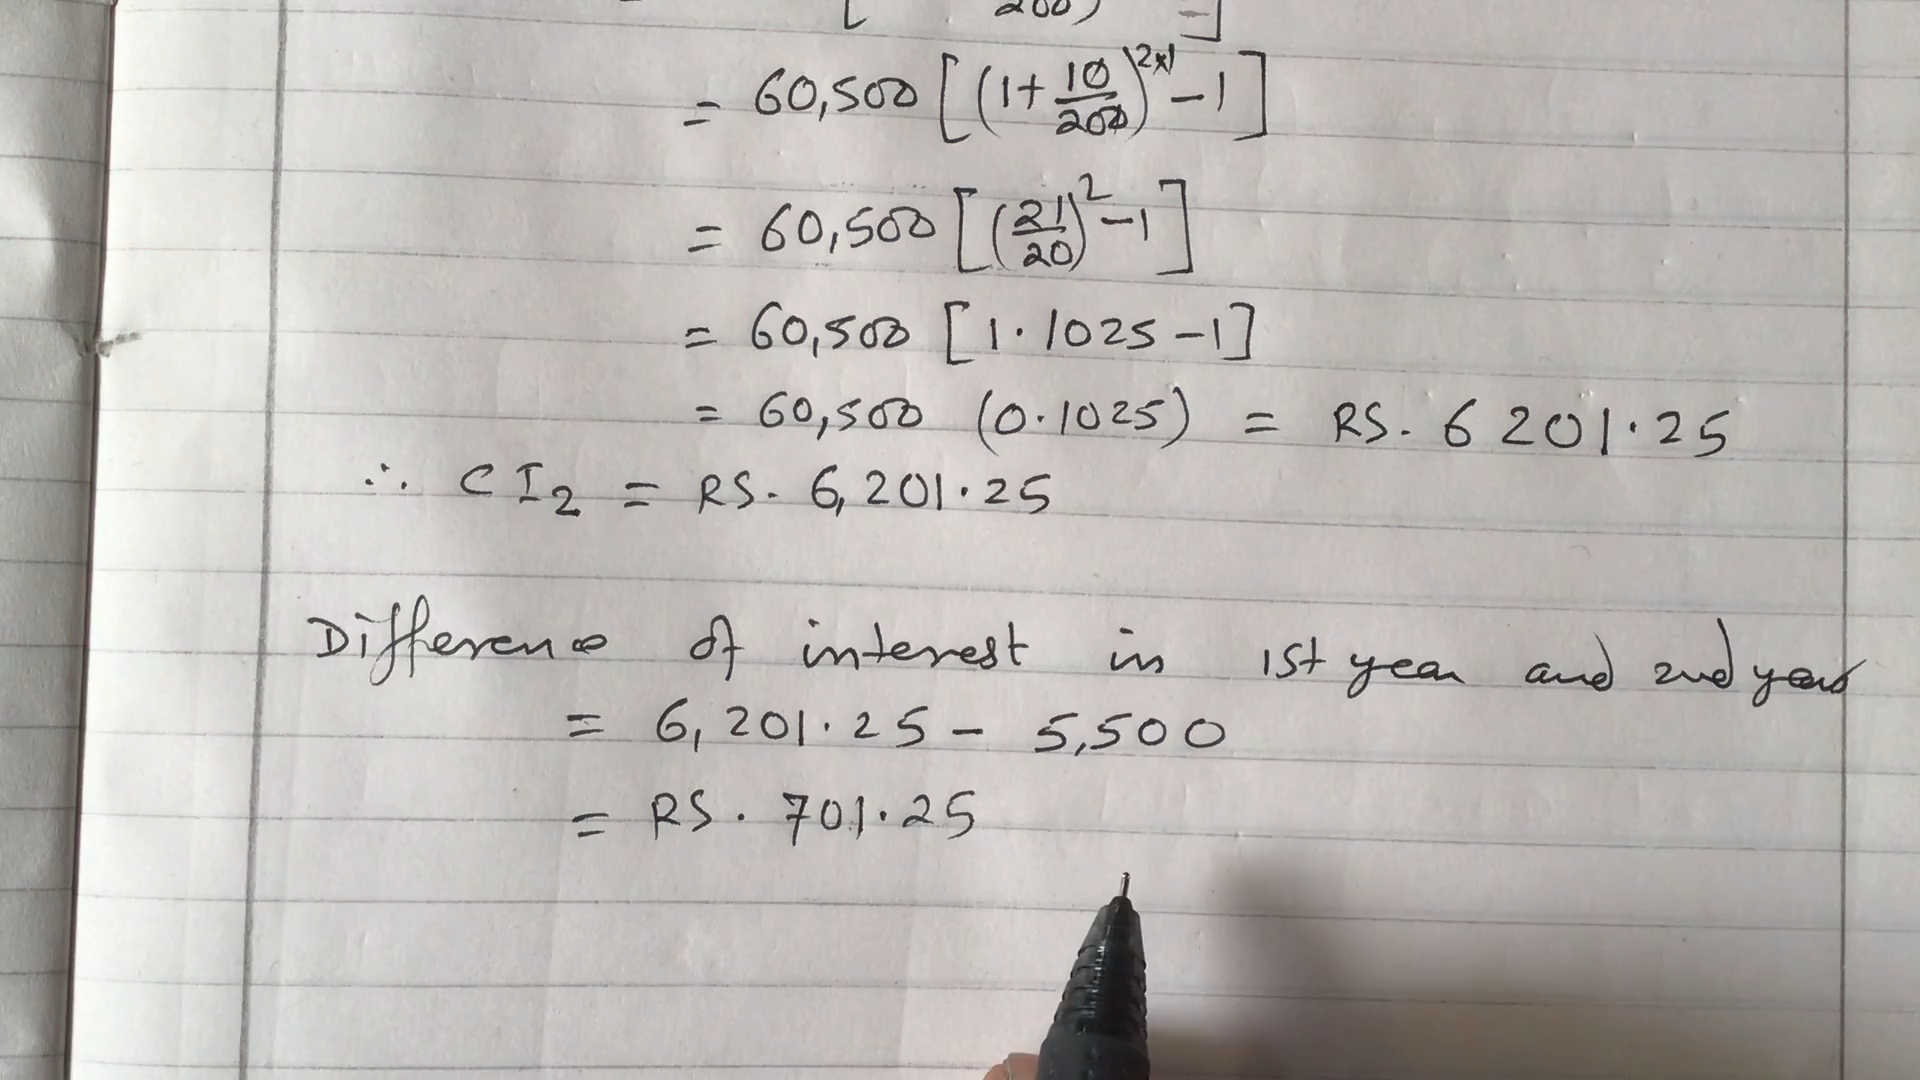 [ 200) -]
= 60,500 [(1+10/200)^2×1 -1]
= 60,500 [(21/20)^2 -1]
= 60,500 [1.1025 -1]
= 60,500 (0.1025) = RS. 6201.25
∴ CI2 = RS. 6,201.25
Difference of interest in 1st year and 2nd year
= 6,201.25 - 5,500
= RS. 701.25